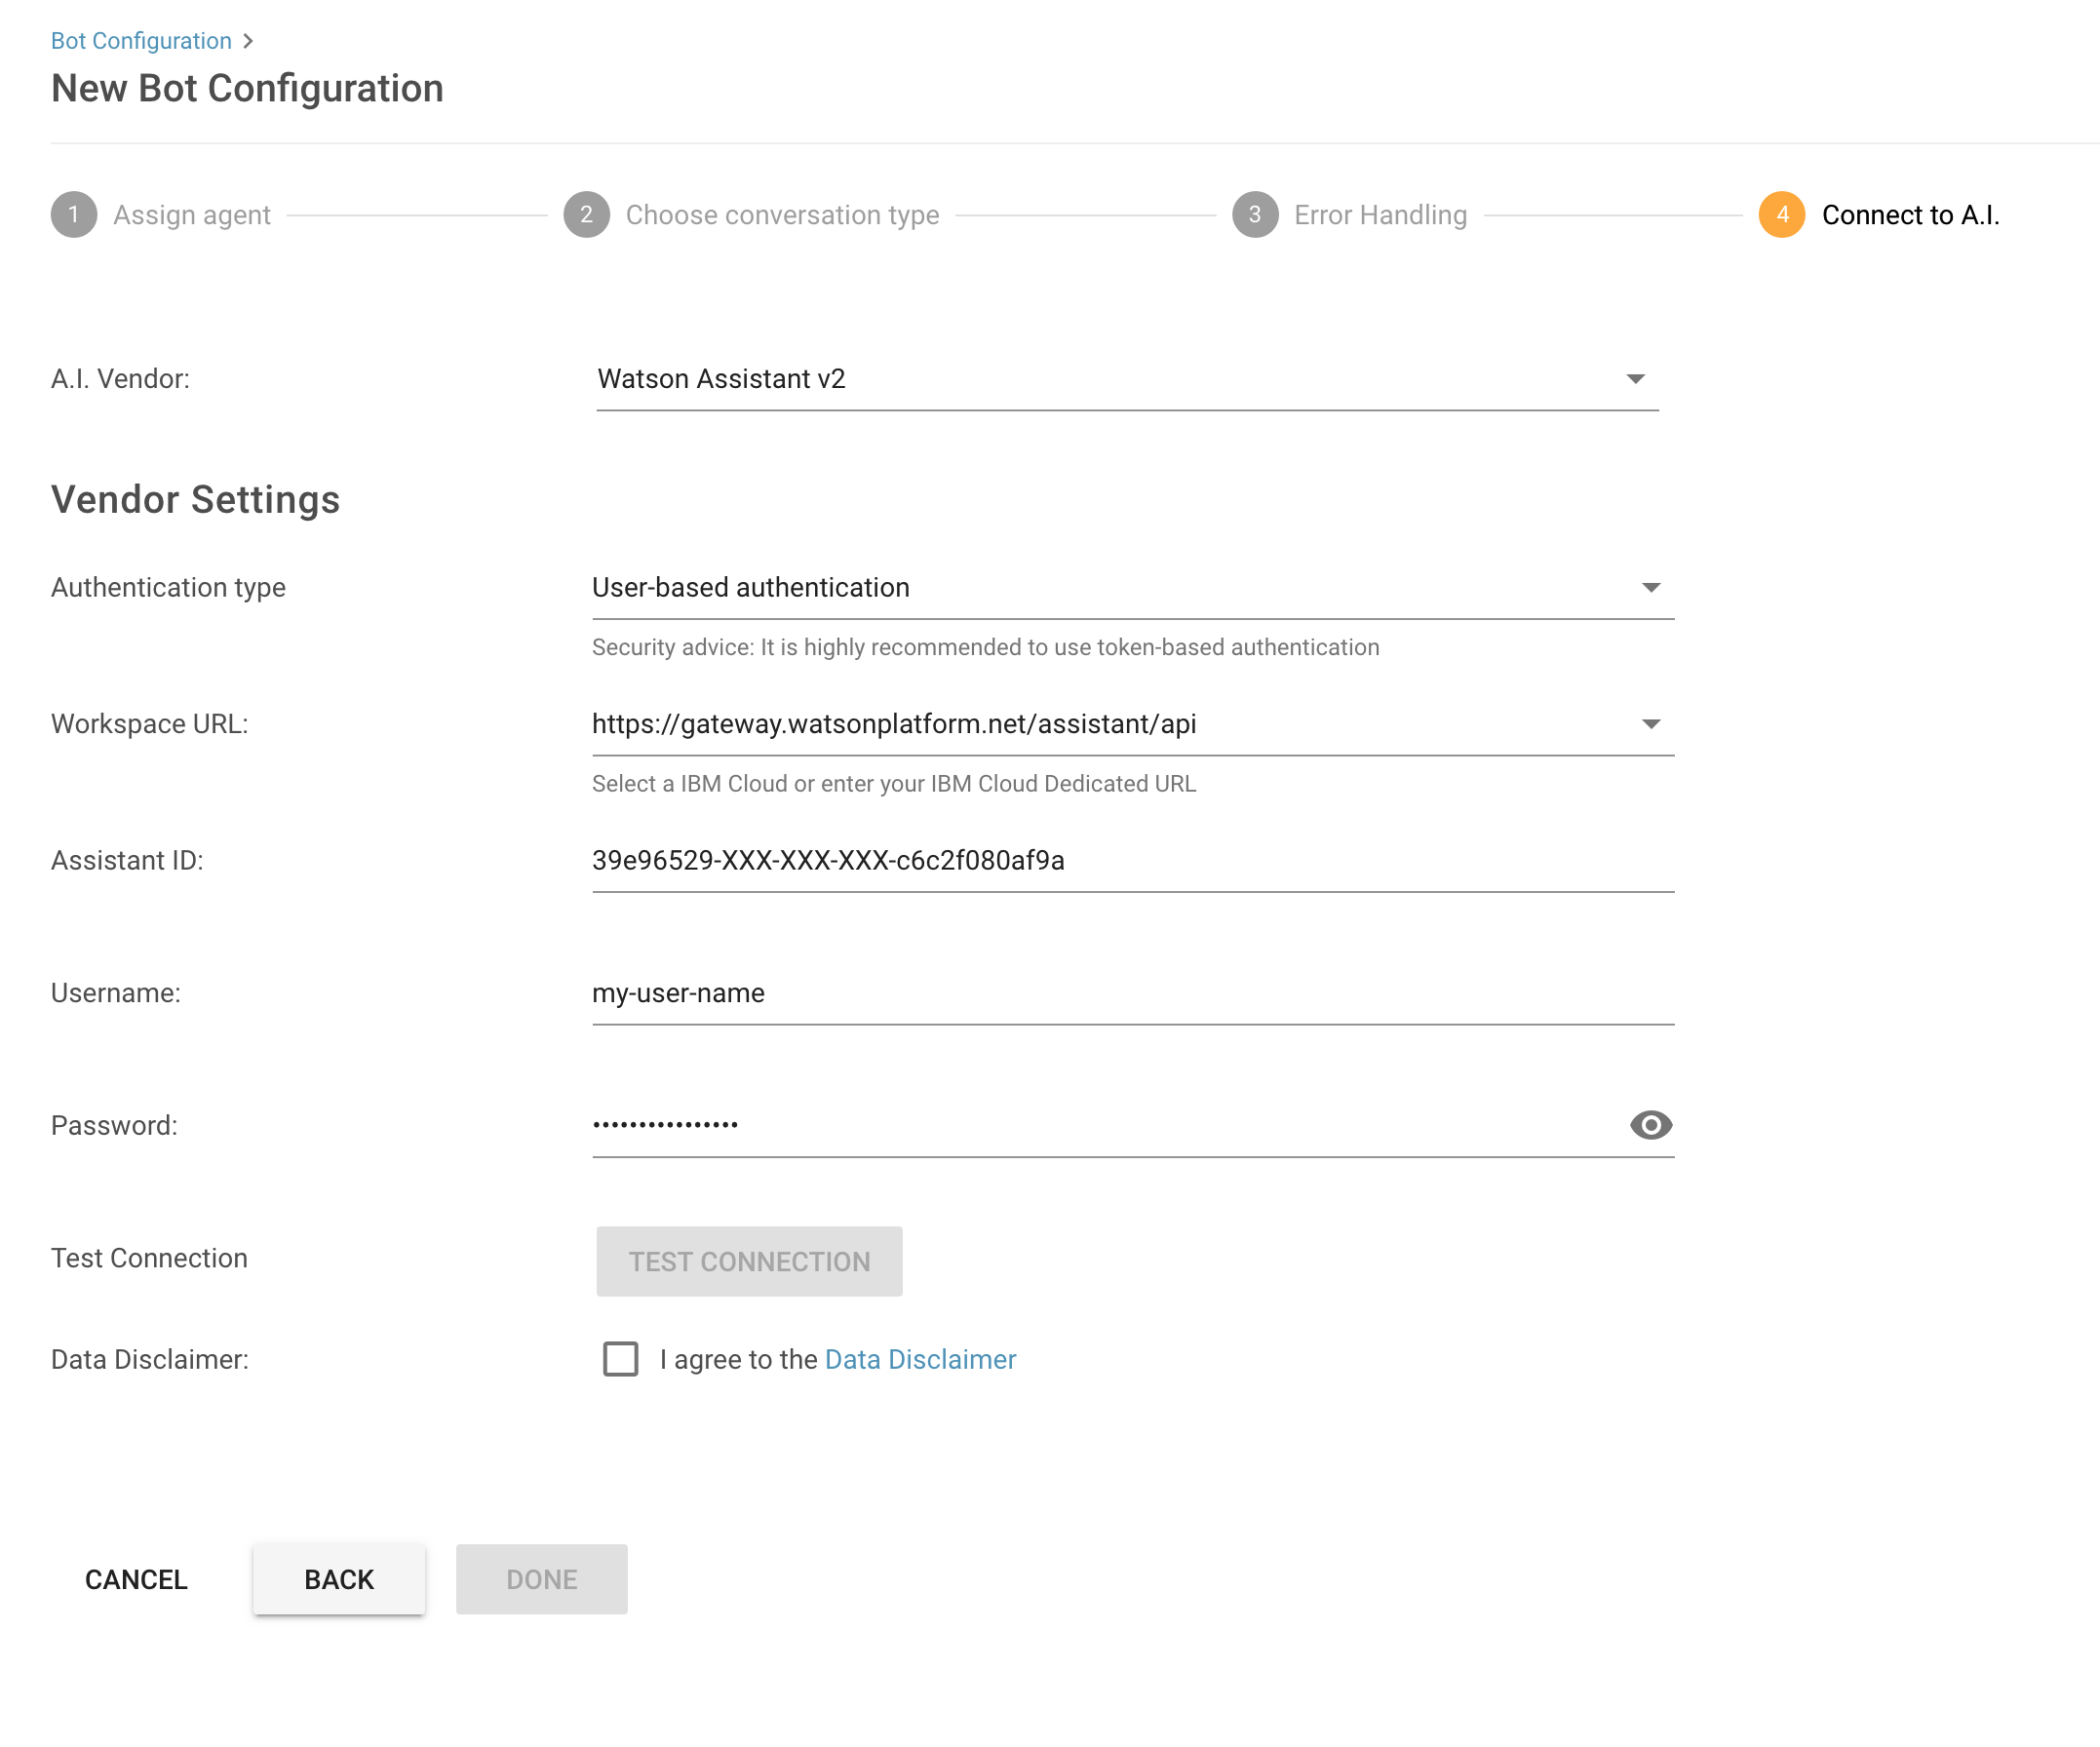 Bot Configuration
New Bot Configuration
1 Assign agent 2 Choose conversation type 3 Error Handling 4 Connect to A.I.
A.I. Vendor: Watson Assistant v2
Vendor Settings
Authentication type User-based authentication
Security advice: It is highly recommended to use token-based authentication
Workspace URL: https://gateway.watsonplatform.net/assistant/api
Select a IBM Cloud or enter your IBM Cloud Dedicated URL
Assistant ID: 39e96529-XXX-XXX-XXX-c6c2f080af9a
Username: my-user-name
Password: ••••••••••••••••
Test Connection TEST CONNECTION
Data Disclaimer: I agree to the Data Disclaimer
CANCEL BACK DONE